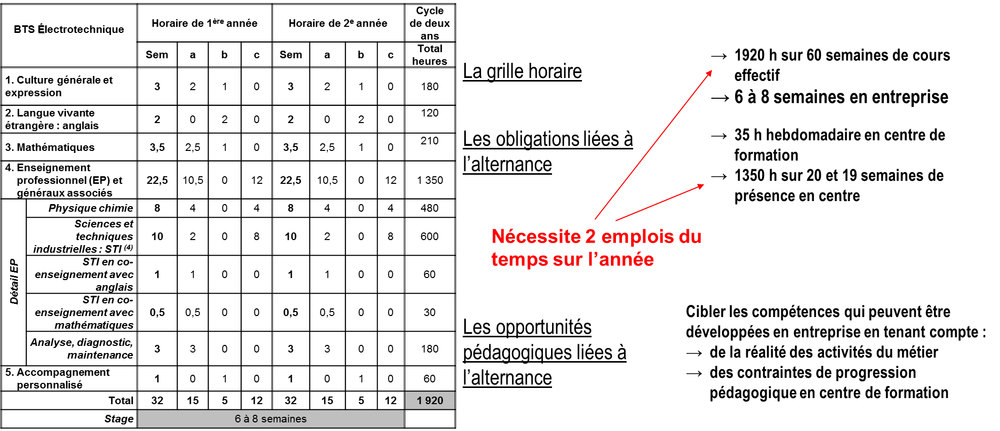 BTS Électrotechnique
Horaire de 1ère année
Horaire de 2e année
Cycle
de deux
ans
Sem a b c Sem a b c Total
heures
1. Culture générale et
expression
3 2 1 0 3 2 1 0 180
2. Langue vivante
étrangère : anglais
2 0 2 0 2 0 2 0 120
3. Mathématiques 3,5 2,5 1 0 3,5 2,5 1 0 210
4. Enseignement
professionnel (EP) et
généraux associés
22,5 10,5 0 12 22,5 10,5 0 12 1 350
Détail EP
Physique chimie 8 4 0 4 8 4 0 4 480
Sciences et
techniques
industrielles : STI (4)
10 2 0 8 10 2 0 8 600
STI en co-
enseignement avec
anglais
1 1 0 0 1 1 0 0 60
STI en co-
enseignement avec
mathématiques
0,5 0,5 0 0 0,5 0,5 0 0 30
Analyse, diagnostic,
maintenance
3 3 0 0 3 3 0 0 180
5. Accompagnement
personnalisé
1 0 1 0 1 0 1 0 60
Total 32 15 5 12 32 15 5 12 1 920
Stage 6 à 8 semaines
La grille horaire
→ 1920 h sur 60 semaines de cours
effectif
→ 6 à 8 semaines en entreprise
Les obligations liées à
l'alternance
→ 35 h hebdomadaire en centre de
formation
→ 1350 h sur 20 et 19 semaines de
présence en centre
Nécessite 2 emplois du
temps sur l'année
Les opportunités
pédagogiques liées à
l'alternance
Cibler les compétences qui peuvent être
développées en entreprise en tenant compte :
→ de la réalité des activités du métier
→ des contraintes de progression
pédagogique en centre de formation